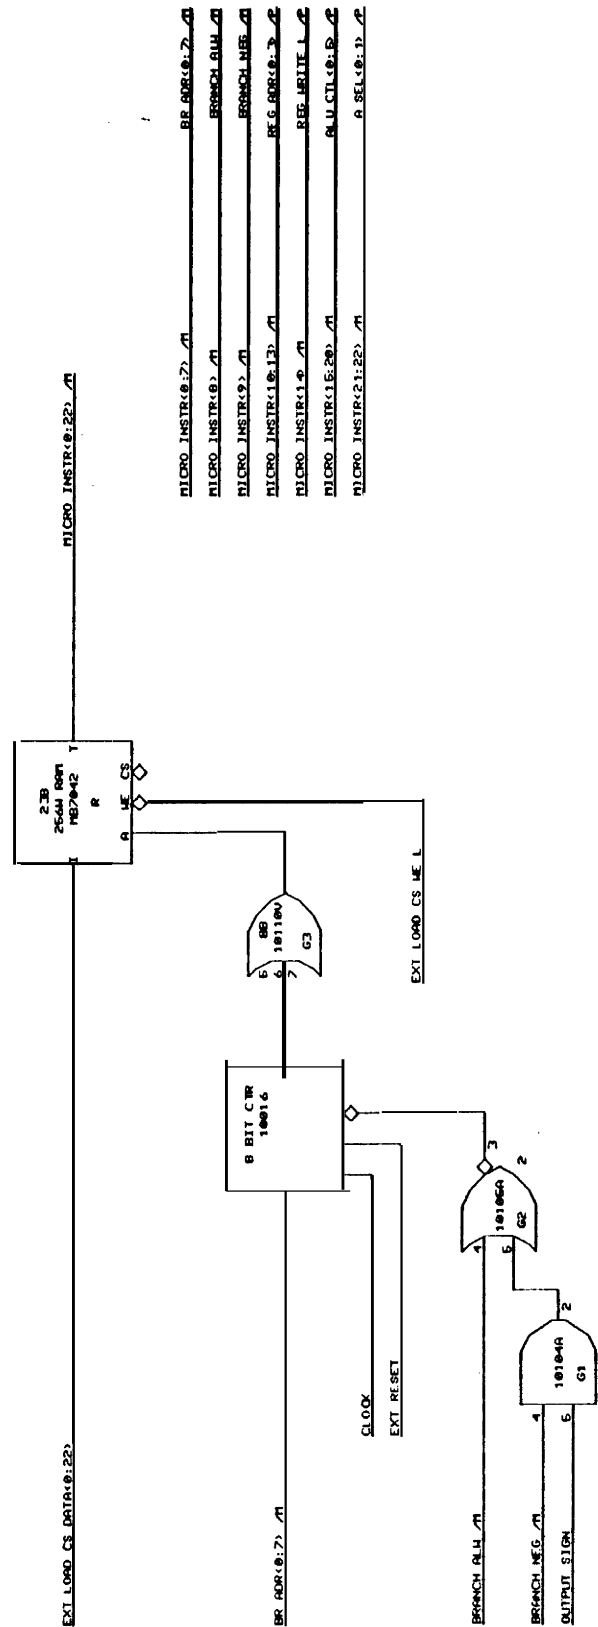 EXT LOAD CS DATA<0:22>
23B
256W RAM
MB7042
R
I
T
A
WE
CS
MICRO INSTR<0:22> /M
MICRO INSTR<0:7> /M
BR ADR<0:7> /M
MICRO INSTR<8> /M
BRANCH ALW /M
MICRO INSTR<9> /M
BRANCH NEG /M
MICRO INSTR<10:13> /M
REG ADR<0:3> /P
MICRO INSTR<14> /M
REG WRITE L /P
MICRO INSTR<15:20> /M
ALU CTL<0:5> /P
MICRO INSTR<21:22> /M
A SEL<0:1> /P
BR ADR<0:7> /M
8 BIT CTR
10016
5
6
7
8B
10110V
G3
CLOCK
EXT RESET
EXT LOAD CS WE L
BRANCH ALW /M
4
5
10105A
G2
3
2
BRANCH NEG /M
OUTPUT SIGN
4
5
10104A
G1
2